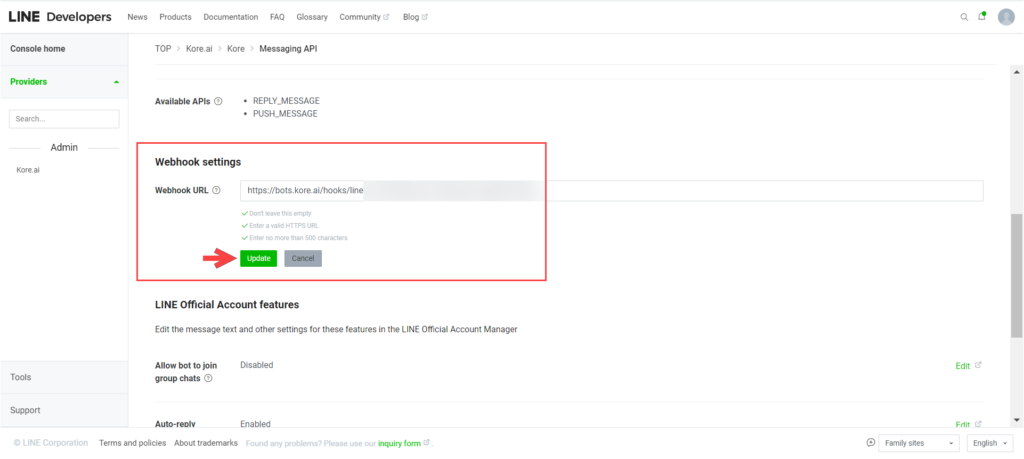 LINE Developers News Products Documentation FAQ Glossary Community Blog
Console home
TOP > Kore.ai > Kore > Messaging API
Providers
Available APIs
• REPLY_MESSAGE
• PUSH_MESSAGE
Search...
Admin
Kore.ai
Webhook settings
Webhook URL
https://bots.kore.ai/hooks/line
Don't leave this empty
Enter a valid HTTPS URL
Enter no more than 500 characters
Update Cancel
LINE Official Account features
Edit the message text and other settings for these features in the LINE Official Account Manager
Allow bot to join
group chats
Disabled Edit
Tools
Support
Auto-reply Enabled Edit
© LINE Corporation Terms and policies About trademarks Found any problems? Please use our inquiry form Family sites English